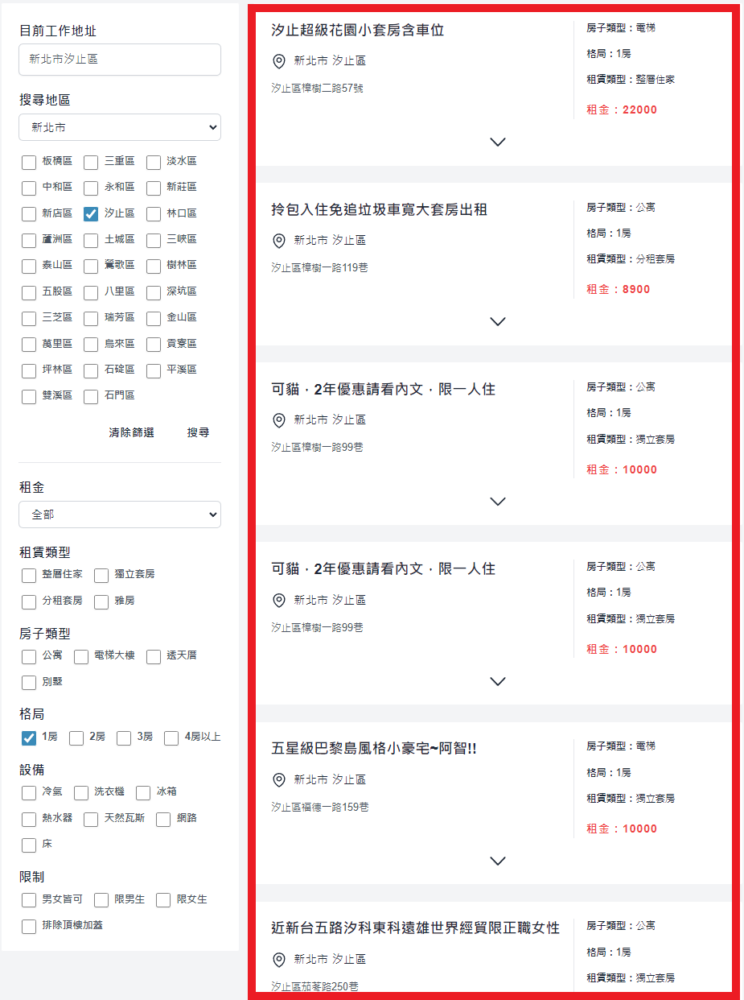 目前工作地址
新北市汐止區
搜尋地區
新北市
板橋區 三重區 淡水區
中和區 永和區 新莊區
新店區 汐止區 林口區
蘆洲區 土城區 三峽區
泰山區 鶯歌區 樹林區
五股區 八里區 深坑區
三芝區 瑞芳區 金山區
萬里區 烏來區 貢寮區
坪林區 石碇區 平溪區
雙溪區 石門區
清除篩選 搜尋
租金
全部
租賃類型
整層住家 獨立套房
分租套房 雅房
房子類型
公寓 電梯大樓 透天厝
別墅
格局
1房 2房 3房 4房以上
設備
冷氣 洗衣機 冰箱
熱水器 天然瓦斯 網路
床
限制
男女皆可 限男生 限女生
排除頂樓加蓋
汐止超級花園小套房含車位
新北市 汐止區
汐止區樟樹二路57號
房子類型：電梯
格局：1房
租賃類型：整層住家
租金：22000
拎包入住免追垃圾車寬大套房出租
新北市 汐止區
汐止區樟樹一路119巷
房子類型：公寓
格局：1房
租賃類型：分租套房
租金：8900
可貓．2年優惠請看內文．限一人住
新北市 汐止區
汐止區樟樹一路99巷
房子類型：公寓
格局：1房
租賃類型：獨立套房
租金：10000
可貓．2年優惠請看內文．限一人住
新北市 汐止區
汐止區樟樹一路99巷
房子類型：公寓
格局：1房
租賃類型：獨立套房
租金：10000
五星級巴黎島風格小豪宅~阿智!!
新北市 汐止區
汐止區福德一路159巷
房子類型：電梯
格局：1房
租賃類型：獨立套房
租金：10000
近新台五路汐科東科遠雄世界經貿限正職女性
新北市 汐止區
汐止區茄苳路250巷
房子類型：公寓
格局：1房
租賃類型：獨立套房